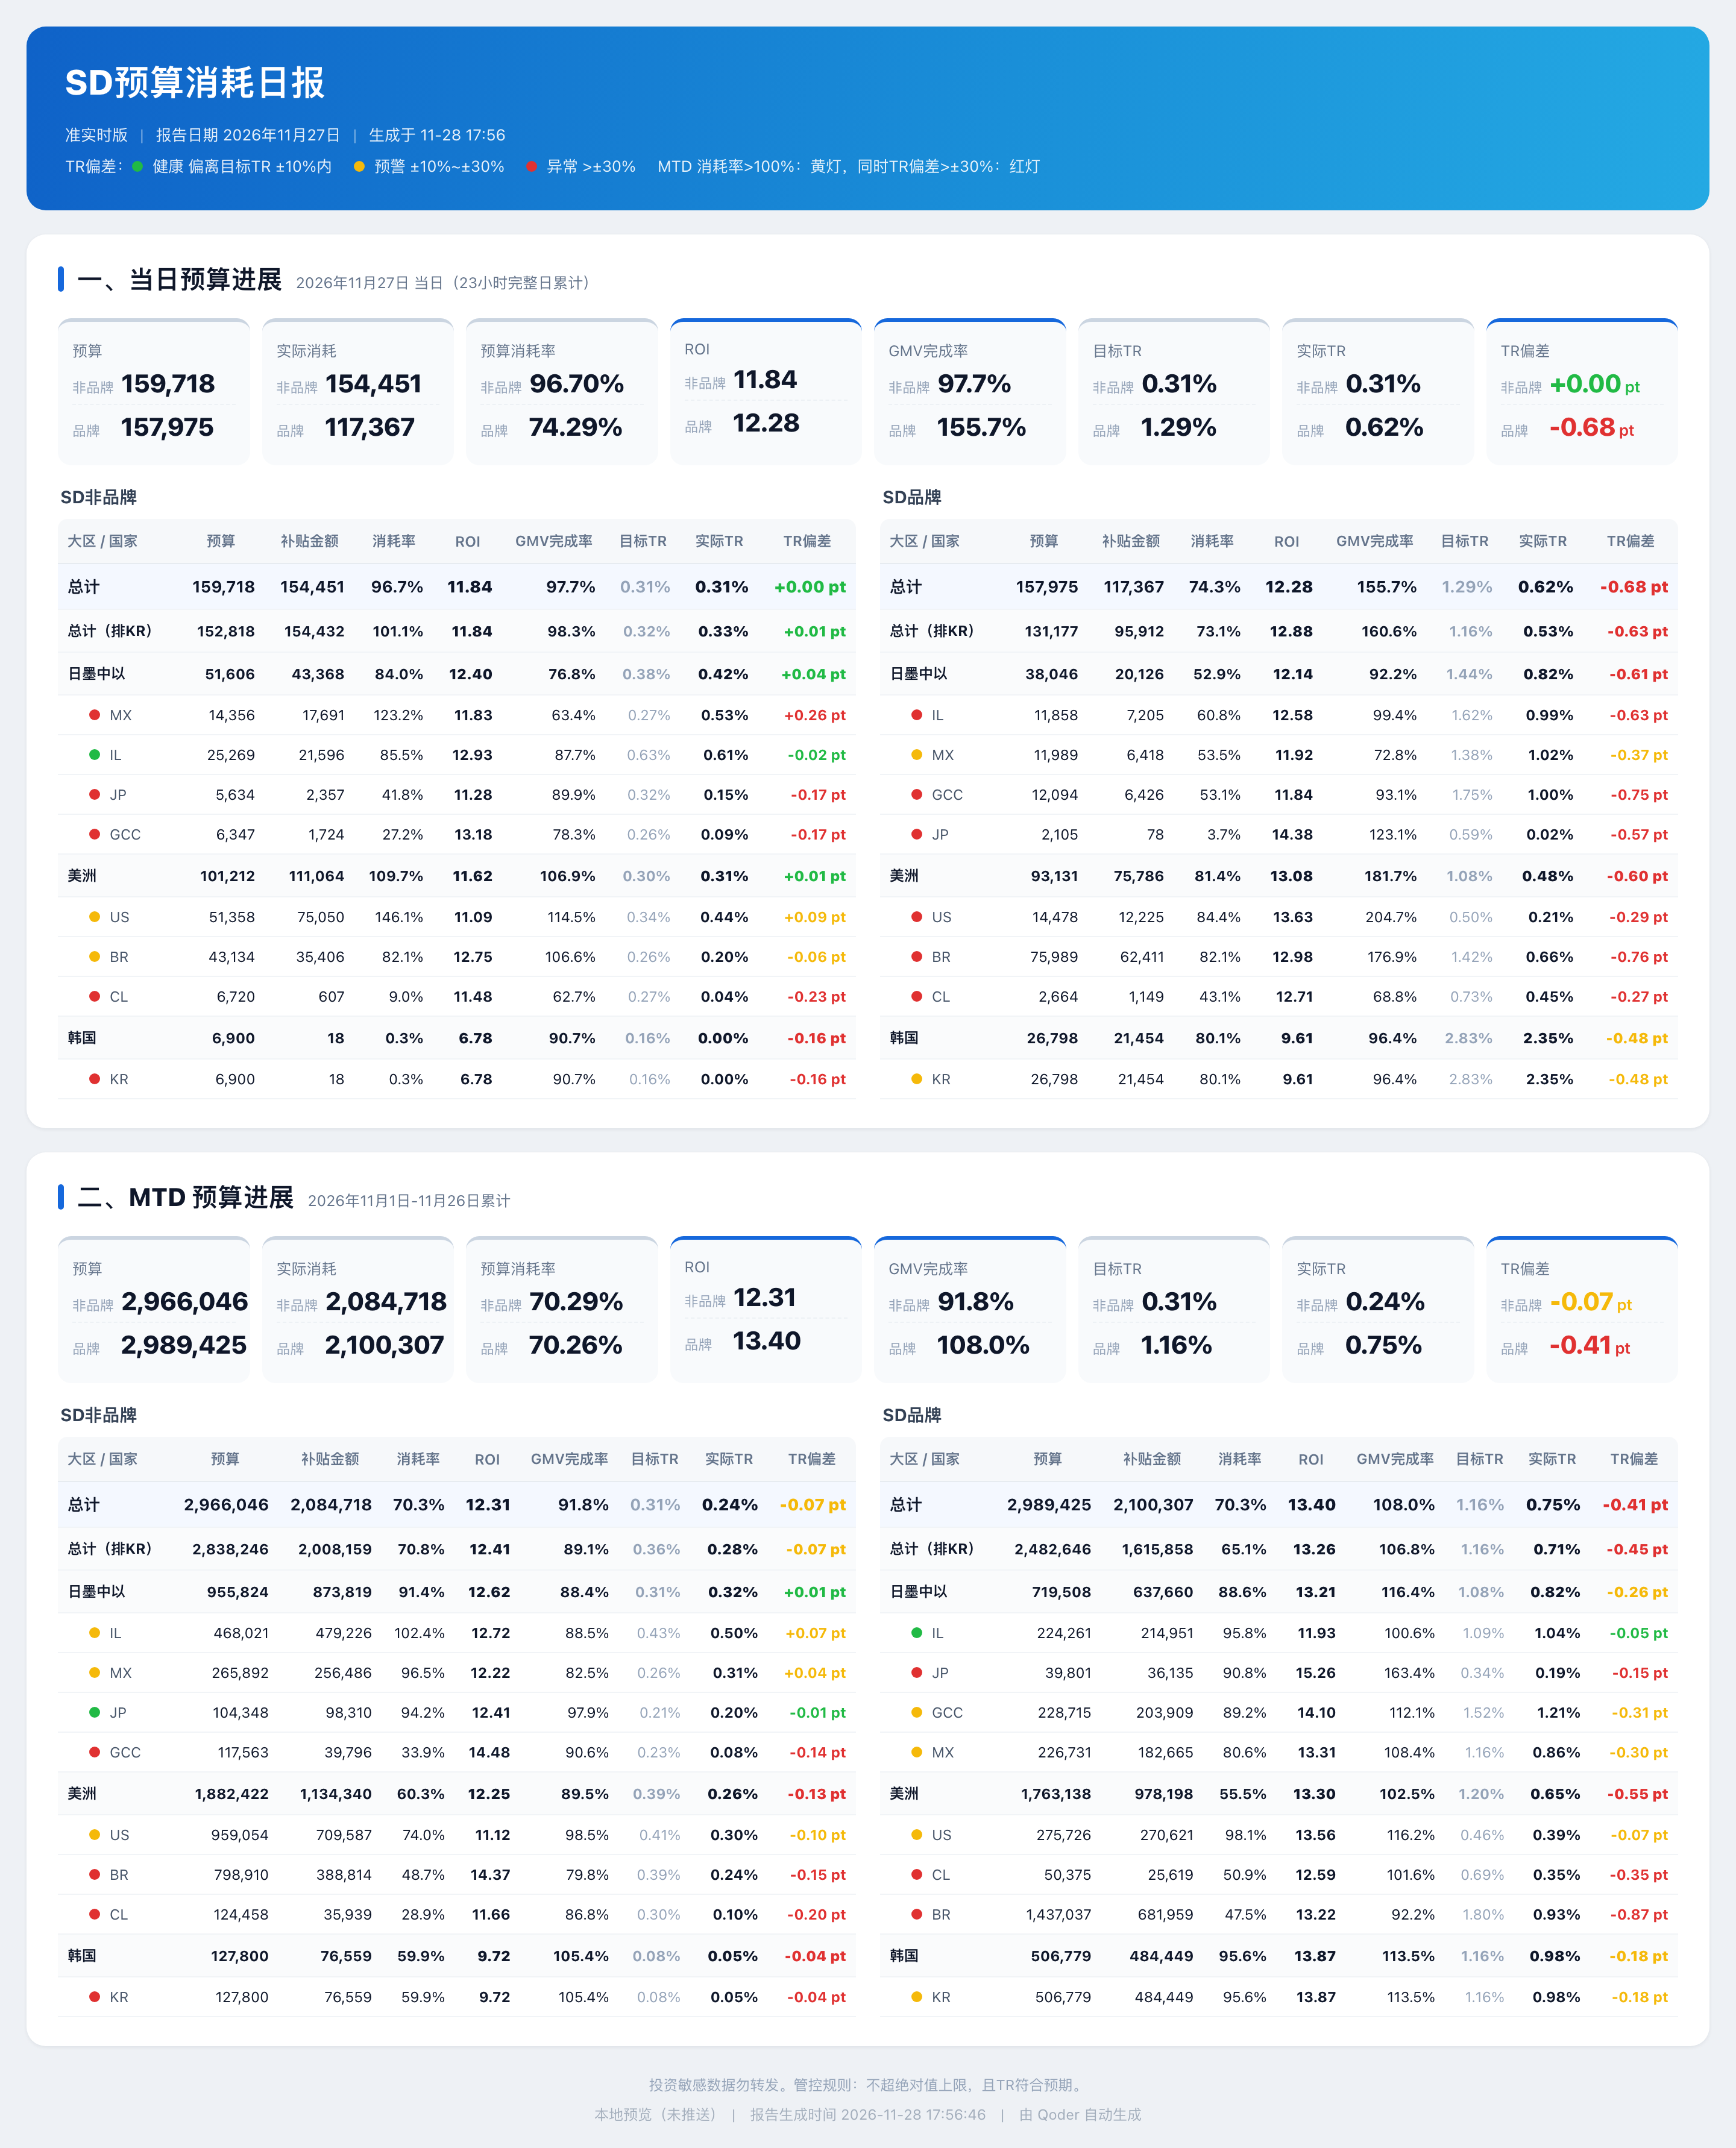 SD预算消耗日报
准实时版 | 报告日期 2026年11月27日 | 生成于 11-28 17:56
TR偏差： 健康 偏离目标TR ±10%内 预警 ±10%~±30% 异常 >±30% MTD 消耗率>100%：黄灯，同时TR偏差>±30%：红灯
一、当日预算进展 2026年11月27日 当日（23小时完整日累计）
预算 实际消耗 预算消耗率 ROI GMV完成率 目标TR 实际TR TR偏差
非品牌 159,718 非品牌 154,451 非品牌 96.70% 非品牌 11.84 非品牌 97.7% 非品牌 0.31% 非品牌 0.31% 非品牌 +0.00 pt
品牌 157,975 品牌 117,367 品牌 74.29% 品牌 12.28 品牌 155.7% 品牌 1.29% 品牌 0.62% 品牌 -0.68 pt
SD非品牌
大区 / 国家 预算 补贴金额 消耗率 ROI GMV完成率 目标TR 实际TR TR偏差
总计 159,718 154,451 96.7% 11.84 97.7% 0.31% 0.31% +0.00 pt
总计（排KR） 152,818 154,432 101.1% 11.84 98.3% 0.32% 0.33% +0.01 pt
日墨中以 51,606 43,368 84.0% 12.40 76.8% 0.38% 0.42% +0.04 pt
MX 14,356 17,691 123.2% 11.83 63.4% 0.27% 0.53% +0.26 pt
IL 25,269 21,596 85.5% 12.93 87.7% 0.63% 0.61% -0.02 pt
JP 5,634 2,357 41.8% 11.28 89.9% 0.32% 0.15% -0.17 pt
GCC 6,347 1,724 27.2% 13.18 78.3% 0.26% 0.09% -0.17 pt
美洲 101,212 111,064 109.7% 11.62 106.9% 0.30% 0.31% +0.01 pt
US 51,358 75,050 146.1% 11.09 114.5% 0.34% 0.44% +0.09 pt
BR 43,134 35,406 82.1% 12.75 106.6% 0.26% 0.20% -0.06 pt
CL 6,720 607 9.0% 11.48 62.7% 0.27% 0.04% -0.23 pt
韩国 6,900 18 0.3% 6.78 90.7% 0.16% 0.00% -0.16 pt
KR 6,900 18 0.3% 6.78 90.7% 0.16% 0.00% -0.16 pt
SD品牌
大区 / 国家 预算 补贴金额 消耗率 ROI GMV完成率 目标TR 实际TR TR偏差
总计 157,975 117,367 74.3% 12.28 155.7% 1.29% 0.62% -0.68 pt
总计（排KR） 131,177 95,912 73.1% 12.88 160.6% 1.16% 0.53% -0.63 pt
日墨中以 38,046 20,126 52.9% 12.14 92.2% 1.44% 0.82% -0.61 pt
IL 11,858 7,205 60.8% 12.58 99.4% 1.62% 0.99% -0.63 pt
MX 11,989 6,418 53.5% 11.92 72.8% 1.38% 1.02% -0.37 pt
GCC 12,094 6,426 53.1% 11.84 93.1% 1.75% 1.00% -0.75 pt
JP 2,105 78 3.7% 14.38 123.1% 0.59% 0.02% -0.57 pt
美洲 93,131 75,786 81.4% 13.08 181.7% 1.08% 0.48% -0.60 pt
US 14,478 12,225 84.4% 13.63 204.7% 0.50% 0.21% -0.29 pt
BR 75,989 62,411 82.1% 12.98 176.9% 1.42% 0.66% -0.76 pt
CL 2,664 1,149 43.1% 12.71 68.8% 0.73% 0.45% -0.27 pt
韩国 26,798 21,454 80.1% 9.61 96.4% 2.83% 2.35% -0.48 pt
KR 26,798 21,454 80.1% 9.61 96.4% 2.83% 2.35% -0.48 pt
二、MTD 预算进展 2026年11月1日-11月26日累计
预算 实际消耗 预算消耗率 ROI GMV完成率 目标TR 实际TR TR偏差
非品牌 2,966,046 非品牌 2,084,718 非品牌 70.29% 非品牌 12.31 非品牌 91.8% 非品牌 0.31% 非品牌 0.24% 非品牌 -0.07 pt
品牌 2,989,425 品牌 2,100,307 品牌 70.26% 品牌 13.40 品牌 108.0% 品牌 1.16% 品牌 0.75% 品牌 -0.41 pt
SD非品牌
大区 / 国家 预算 补贴金额 消耗率 ROI GMV完成率 目标TR 实际TR TR偏差
总计 2,966,046 2,084,718 70.3% 12.31 91.8% 0.31% 0.24% -0.07 pt
总计（排KR） 2,838,246 2,008,159 70.8% 12.41 89.1% 0.36% 0.28% -0.07 pt
日墨中以 955,824 873,819 91.4% 12.62 88.4% 0.31% 0.32% +0.01 pt
IL 468,021 479,226 102.4% 12.72 88.5% 0.43% 0.50% +0.07 pt
MX 265,892 256,486 96.5% 12.22 82.5% 0.26% 0.31% +0.04 pt
JP 104,348 98,310 94.2% 12.41 97.9% 0.21% 0.20% -0.01 pt
GCC 117,563 39,796 33.9% 14.48 90.6% 0.23% 0.08% -0.14 pt
美洲 1,882,422 1,134,340 60.3% 12.25 89.5% 0.39% 0.26% -0.13 pt
US 959,054 709,587 74.0% 11.12 98.5% 0.41% 0.30% -0.10 pt
BR 798,910 388,814 48.7% 14.37 79.8% 0.39% 0.24% -0.15 pt
CL 124,458 35,939 28.9% 11.66 86.8% 0.30% 0.10% -0.20 pt
韩国 127,800 76,559 59.9% 9.72 105.4% 0.08% 0.05% -0.04 pt
KR 127,800 76,559 59.9% 9.72 105.4% 0.08% 0.05% -0.04 pt
SD品牌
大区 / 国家 预算 补贴金额 消耗率 ROI GMV完成率 目标TR 实际TR TR偏差
总计 2,989,425 2,100,307 70.3% 13.40 108.0% 1.16% 0.75% -0.41 pt
总计（排KR） 2,482,646 1,615,858 65.1% 13.26 106.8% 1.16% 0.71% -0.45 pt
日墨中以 719,508 637,660 88.6% 13.21 116.4% 1.08% 0.82% -0.26 pt
IL 224,261 214,951 95.8% 11.93 100.6% 1.09% 1.04% -0.05 pt
JP 39,801 36,135 90.8% 15.26 163.4% 0.34% 0.19% -0.15 pt
GCC 228,715 203,909 89.2% 14.10 112.1% 1.52% 1.21% -0.31 pt
MX 226,731 182,665 80.6% 13.31 108.4% 1.16% 0.86% -0.30 pt
美洲 1,763,138 978,198 55.5% 13.30 102.5% 1.20% 0.65% -0.55 pt
US 275,726 270,621 98.1% 13.56 116.2% 0.46% 0.39% -0.07 pt
CL 50,375 25,619 50.9% 12.59 101.6% 0.69% 0.35% -0.35 pt
BR 1,437,037 681,959 47.5% 13.22 92.2% 1.80% 0.93% -0.87 pt
韩国 506,779 484,449 95.6% 13.87 113.5% 1.16% 0.98% -0.18 pt
KR 506,779 484,449 95.6% 13.87 113.5% 1.16% 0.98% -0.18 pt
投资敏感数据勿转发。管控规则：不超绝对值上限，且TR符合预期。
本地预览（未推送） | 报告生成时间 2026-11-28 17:56:46 | 由 Qoder 自动生成